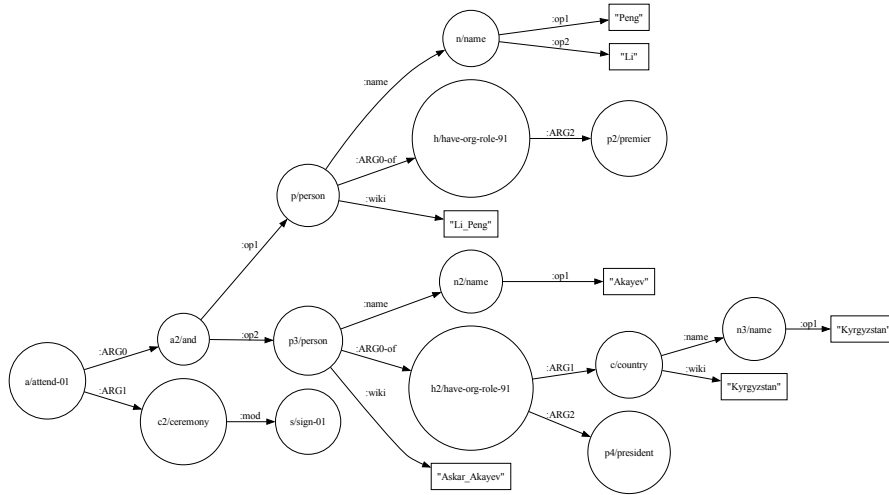 :op1
"Peng"
n/name
:op2
"Li"
:name
h/have-org-role-91
:ARG2
p2/premier
:ARG0-of
p/person
:wiki
"Li_Peng"
:op1
n2/name
:op1
"Akayev"
:name
n3/name
:op1
"Kyrgyzstan"
a2/and
:op2
p3/person
:ARG0-of
:name
:ARG0
:ARG1
c/country
a/attend-01
:wiki
"Kyrgyzstan"
h2/have-org-role-91
:ARG1
:wiki
:ARG2
c2/ceremony
:mod
s/sign-01
p4/president
"Askar_Akayev"